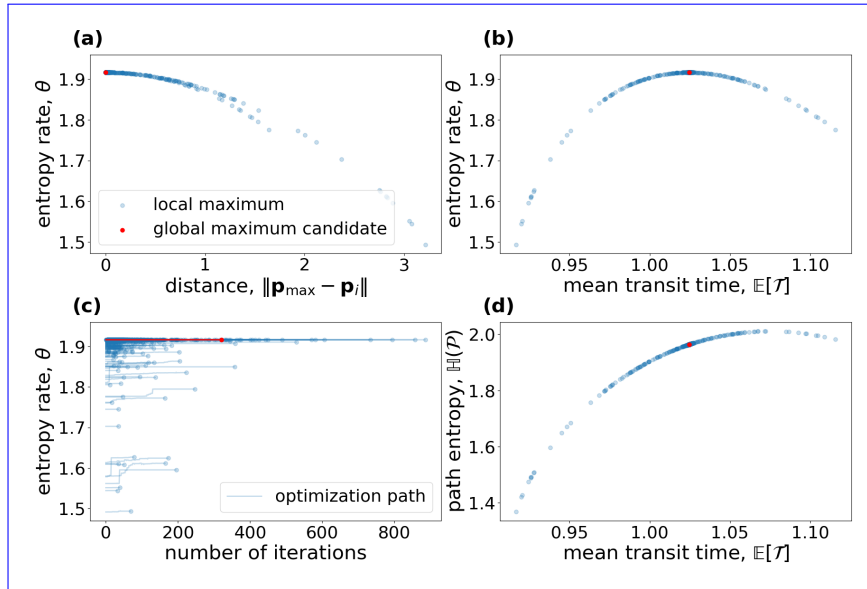 (a)
entropy rate, θ
1.9
1.8
1.7
1.6
1.5
local maximum
global maximum candidate
0 1 2 3
distance, ‖p_max − p_i‖
(b)
entropy rate, θ
1.9
1.8
1.7
1.6
1.5
0.95 1.00 1.05 1.10
mean transit time, 𝔼[𝒯]
(c)
entropy rate, θ
1.9
1.8
1.7
1.6
1.5
optimization path
0 200 400 600 800
number of iterations
(d)
path entropy, ℍ(𝒫)
2.0
1.8
1.6
1.4
0.95 1.00 1.05 1.10
mean transit time, 𝔼[𝒯]